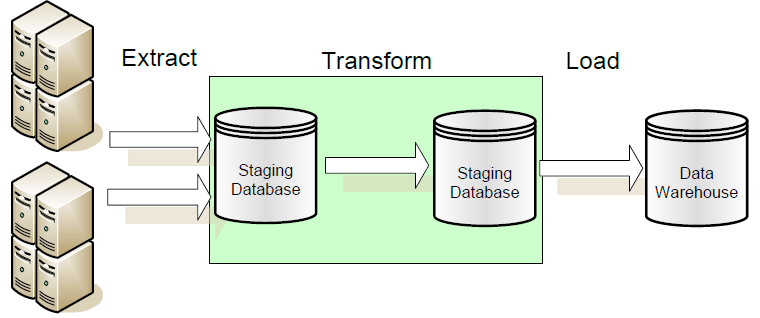 Extract
Transform
Load
Staging
Database
Staging
Database
Data
Warehouse